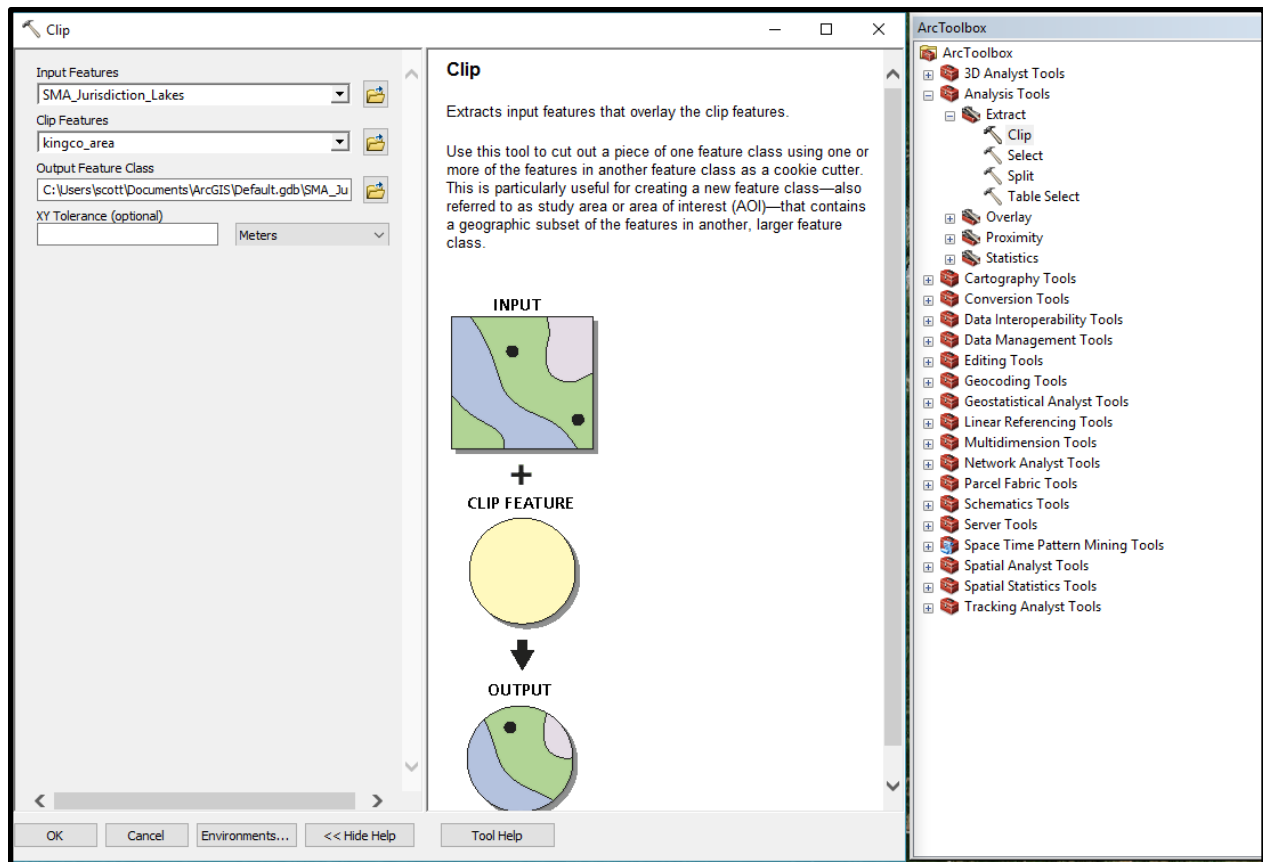 Clip
Input Features
SMA_Jurisdiction_Lakes
Clip Features
kingco_area
Output Feature Class
C:\Users\scott\Documents\ArcGIS\Default.gdb\SMA_Ju
XY Tolerance (optional)
Meters
OK
Cancel
Environments...
<< Hide Help
Tool Help
Clip
Extracts input features that overlay the clip features.
Use this tool to cut out a piece of one feature class using one or
more of the features in another feature class as a cookie cutter.
This is particularly useful for creating a new feature class—also
referred to as study area or area of interest (AOI)—that contains
a geographic subset of the features in another, larger feature
class.
INPUT
+
CLIP FEATURE
OUTPUT
ArcToolbox
ArcToolbox
3D Analyst Tools
Analysis Tools
Extract
Clip
Select
Split
Table Select
Overlay
Proximity
Statistics
Cartography Tools
Conversion Tools
Data Interoperability Tools
Data Management Tools
Editing Tools
Geocoding Tools
Geostatistical Analyst Tools
Linear Referencing Tools
Multidimension Tools
Network Analyst Tools
Parcel Fabric Tools
Schematics Tools
Server Tools
Space Time Pattern Mining Tools
Spatial Analyst Tools
Spatial Statistics Tools
Tracking Analyst Tools